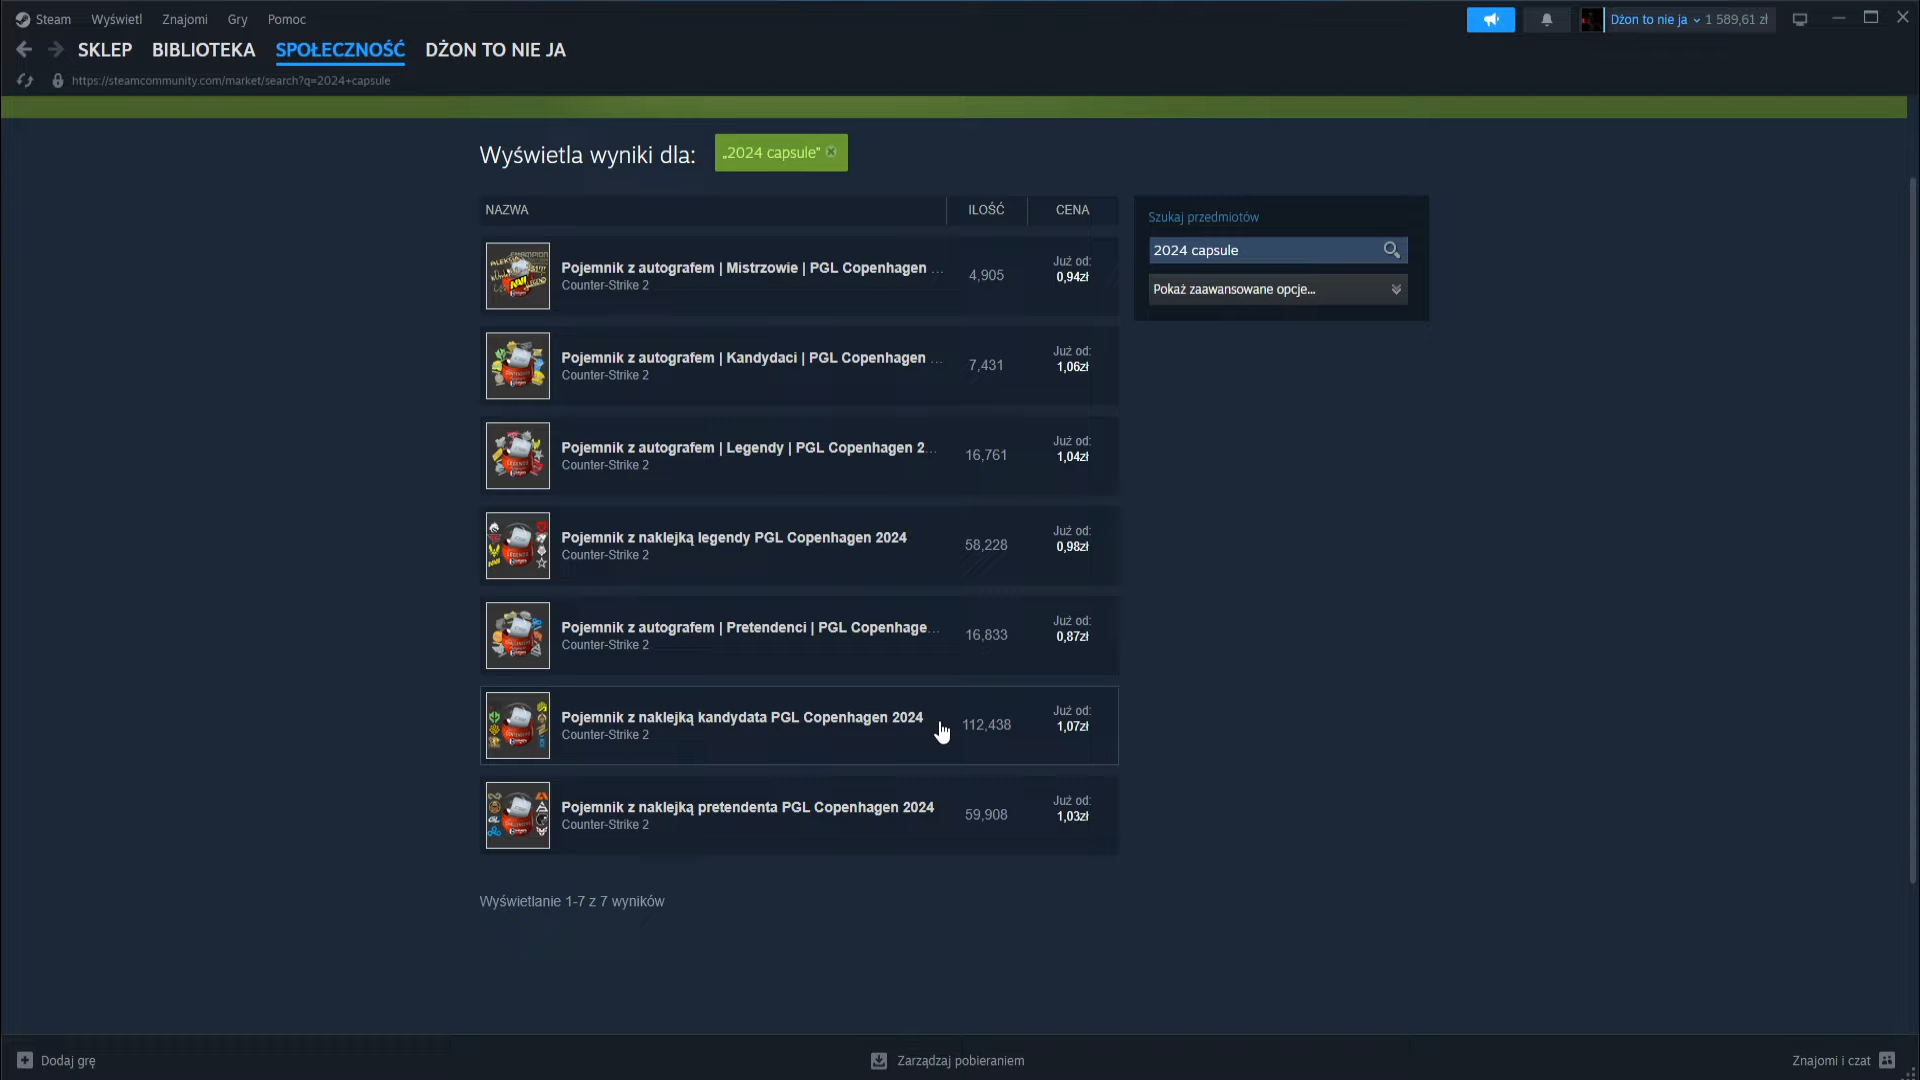 Steam Wyświetl Znajomi Gry Pomoc
Dżon to nie ja 1 589,61 zł
SKLEP BIBLIOTEKA SPOŁECZNOŚĆ DŻON TO NIE JA
https://steamcommunity.com/market/search?q=2024+capsule
Wyświetla wyniki dla: „2024 capsule"
NAZWA ILOŚĆ CENA
Pojemnik z autografem | Mistrzowie | PGL Copenhagen ...
Counter-Strike 2
4,905
Już od:
0,94zł
Pojemnik z autografem | Kandydaci | PGL Copenhagen ...
Counter-Strike 2
7,431
Już od:
1,06zł
Pojemnik z autografem | Legendy | PGL Copenhagen 2...
Counter-Strike 2
16,761
Już od:
1,04zł
Pojemnik z naklejką legendy PGL Copenhagen 2024
Counter-Strike 2
58,228
Już od:
0,98zł
Pojemnik z autografem | Pretendenci | PGL Copenhage...
Counter-Strike 2
16,833
Już od:
0,87zł
Pojemnik z naklejką kandydata PGL Copenhagen 2024
Counter-Strike 2
112,438
Już od:
1,07zł
Pojemnik z naklejką pretendenta PGL Copenhagen 2024
Counter-Strike 2
59,908
Już od:
1,03zł
Wyświetlanie 1-7 z 7 wyników
Szukaj przedmiotów
2024 capsule
Pokaż zaawansowane opcje...
Dodaj grę
Zarządzaj pobieraniem
Znajomi i czat